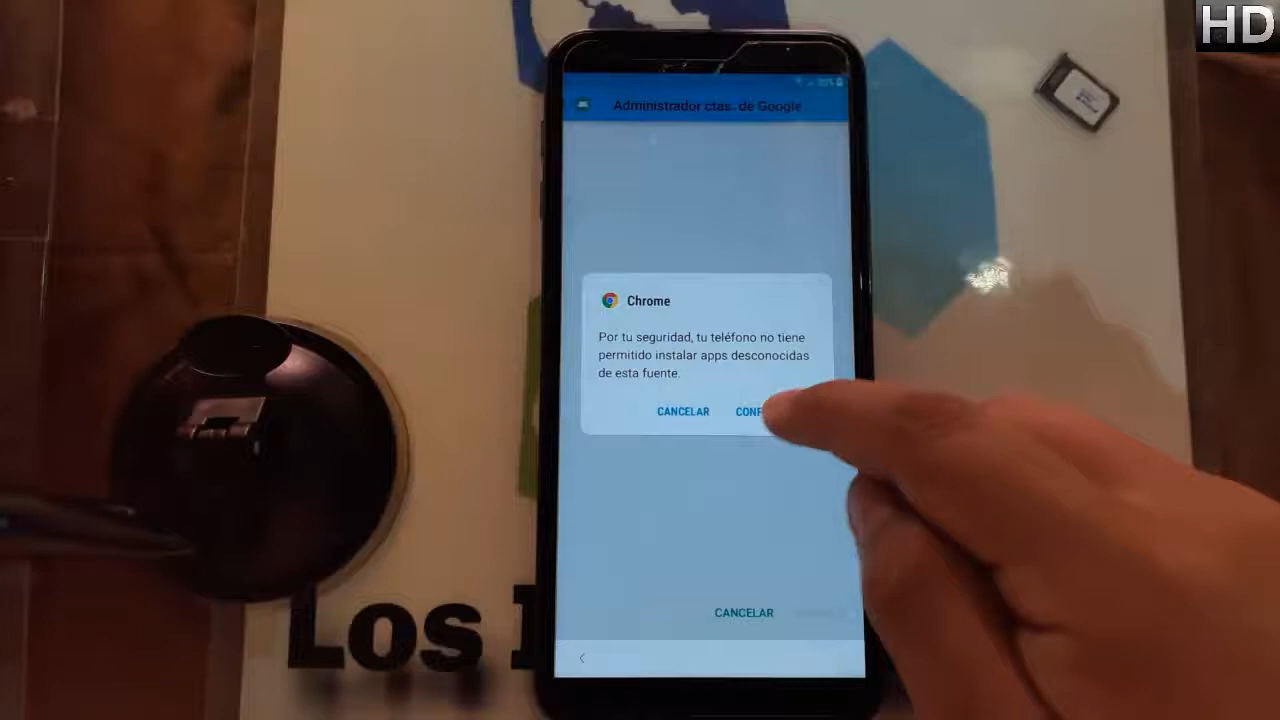 HD
Administrador ctas. de Google
Chrome
Por tu seguridad, tu teléfono no tiene
permitido instalar apps desconocidas
de esta fuente.
CANCELAR CONF
CANCELAR
Los